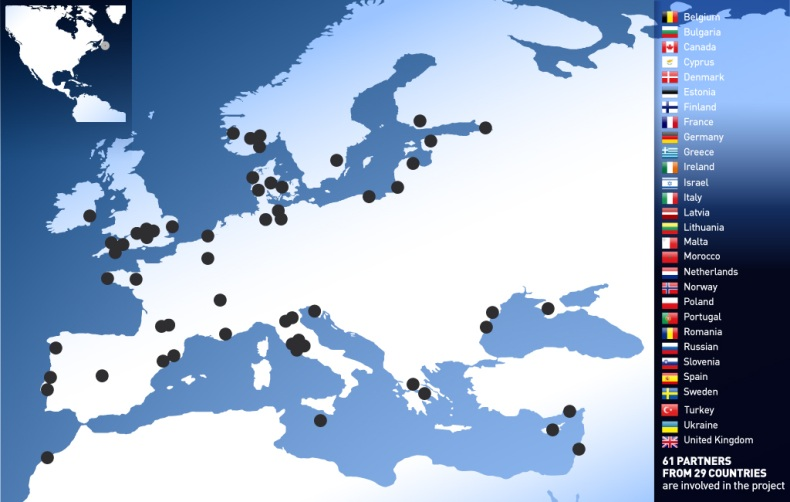 Belgium
Bulgaria
Canada
Cyprus
Denmark
Estonia
Finland
France
Germany
Greece
Ireland
Israel
Italy
Latvia
Lithuania
Malta
Morocco
Netherlands
Norway
Poland
Portugal
Romania
Russian
Slovenia
Spain
Sweden
Turkey
Ukraine
United Kingdom
61 PARTNERS
FROM 29 COUNTRIES
are involved in the project